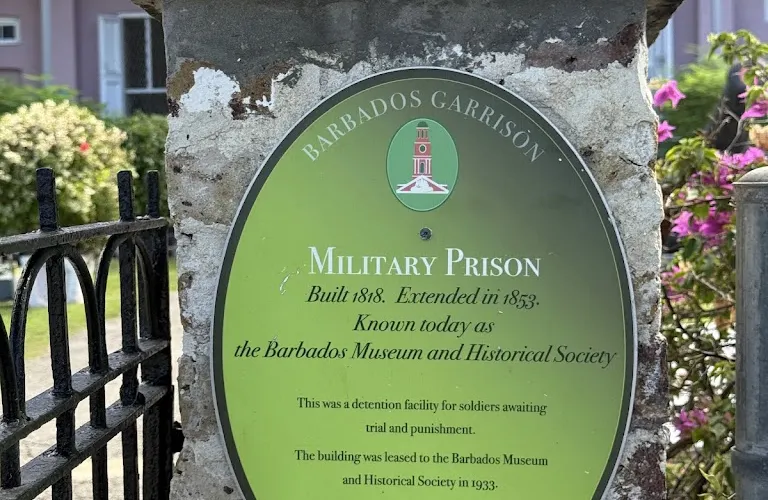 BARBADOS GARRISON
MILITARY PRISON
Built 1818. Extended in 1853.
Known today as
the Barbados Museum and Historical Society
This was a detention facility for soldiers awaiting
trial and punishment.
The building was leased to the Barbados Museum
and Historical Society in 1933.